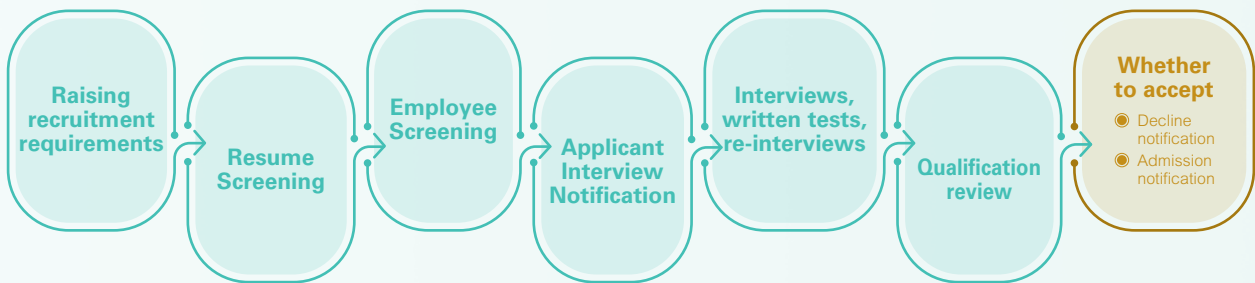 Raising
recruitment
requirements
Resume
Screening
Employee
Screening
Applicant
Interview
Notification
Interviews,
written tests,
re-interviews
Qualification
review
Whether
to accept
Decline
notification
Admission
notification